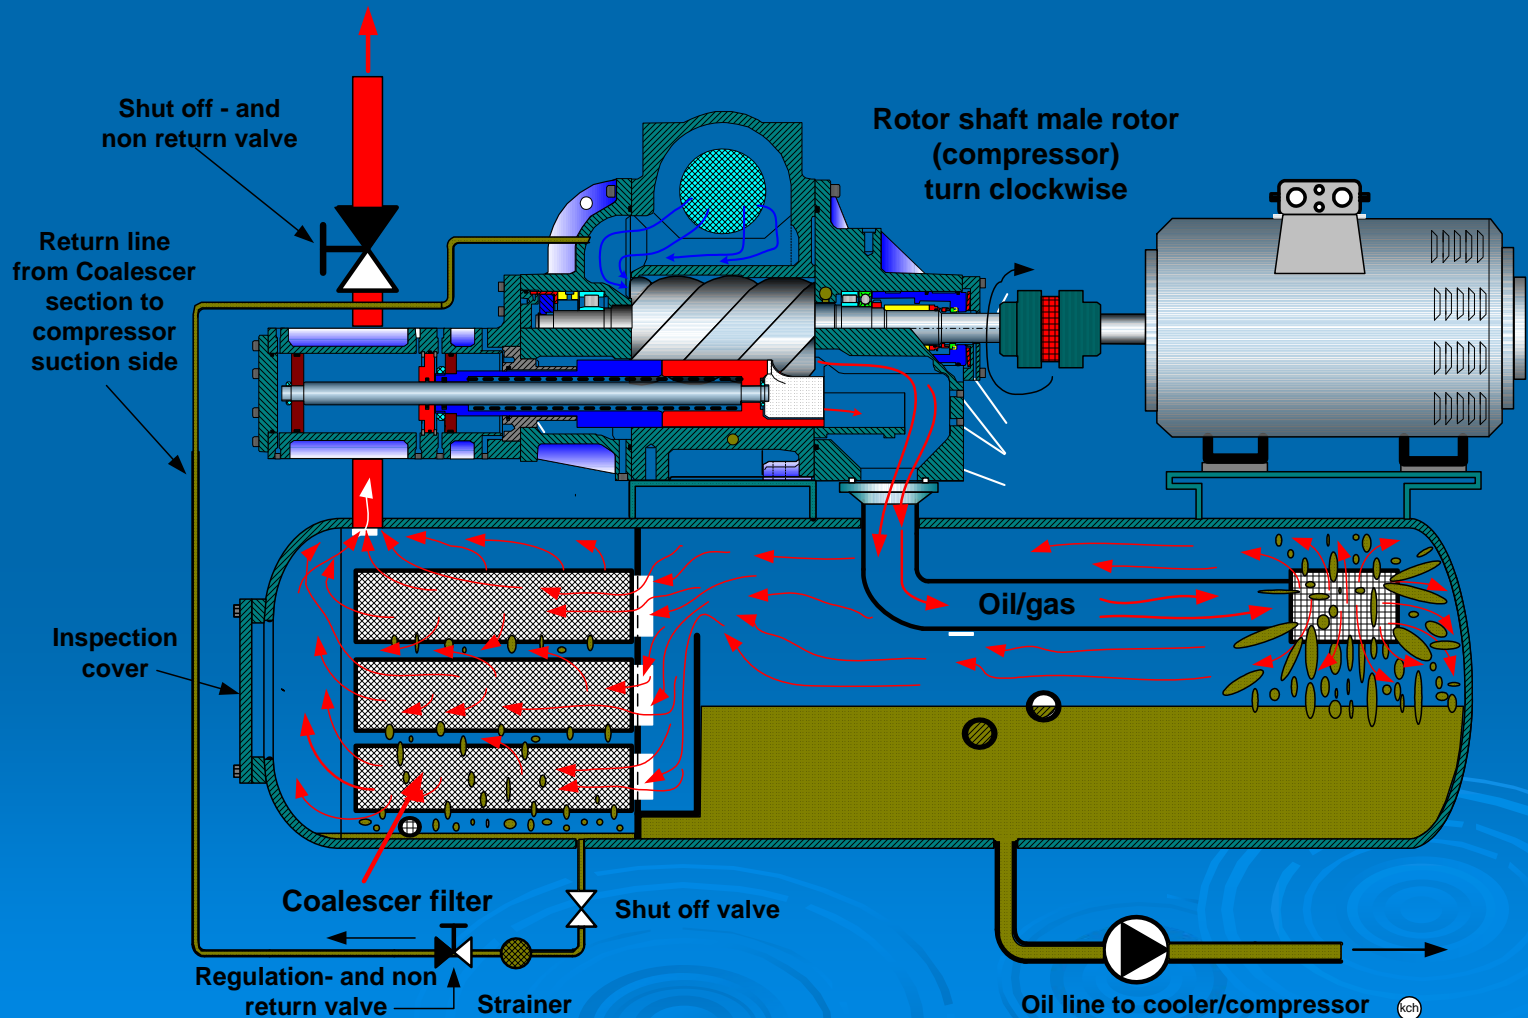 Shut off - and
non return valve
Rotor shaft male rotor
(compressor)
turn clockwise
Return line
from Coalescer
section to
compressor
suction side
Inspection
cover
Oil/gas
Coalescer filter
Shut off valve
Regulation- and non
return valve
Strainer
Oil line to cooler/compressor
kch